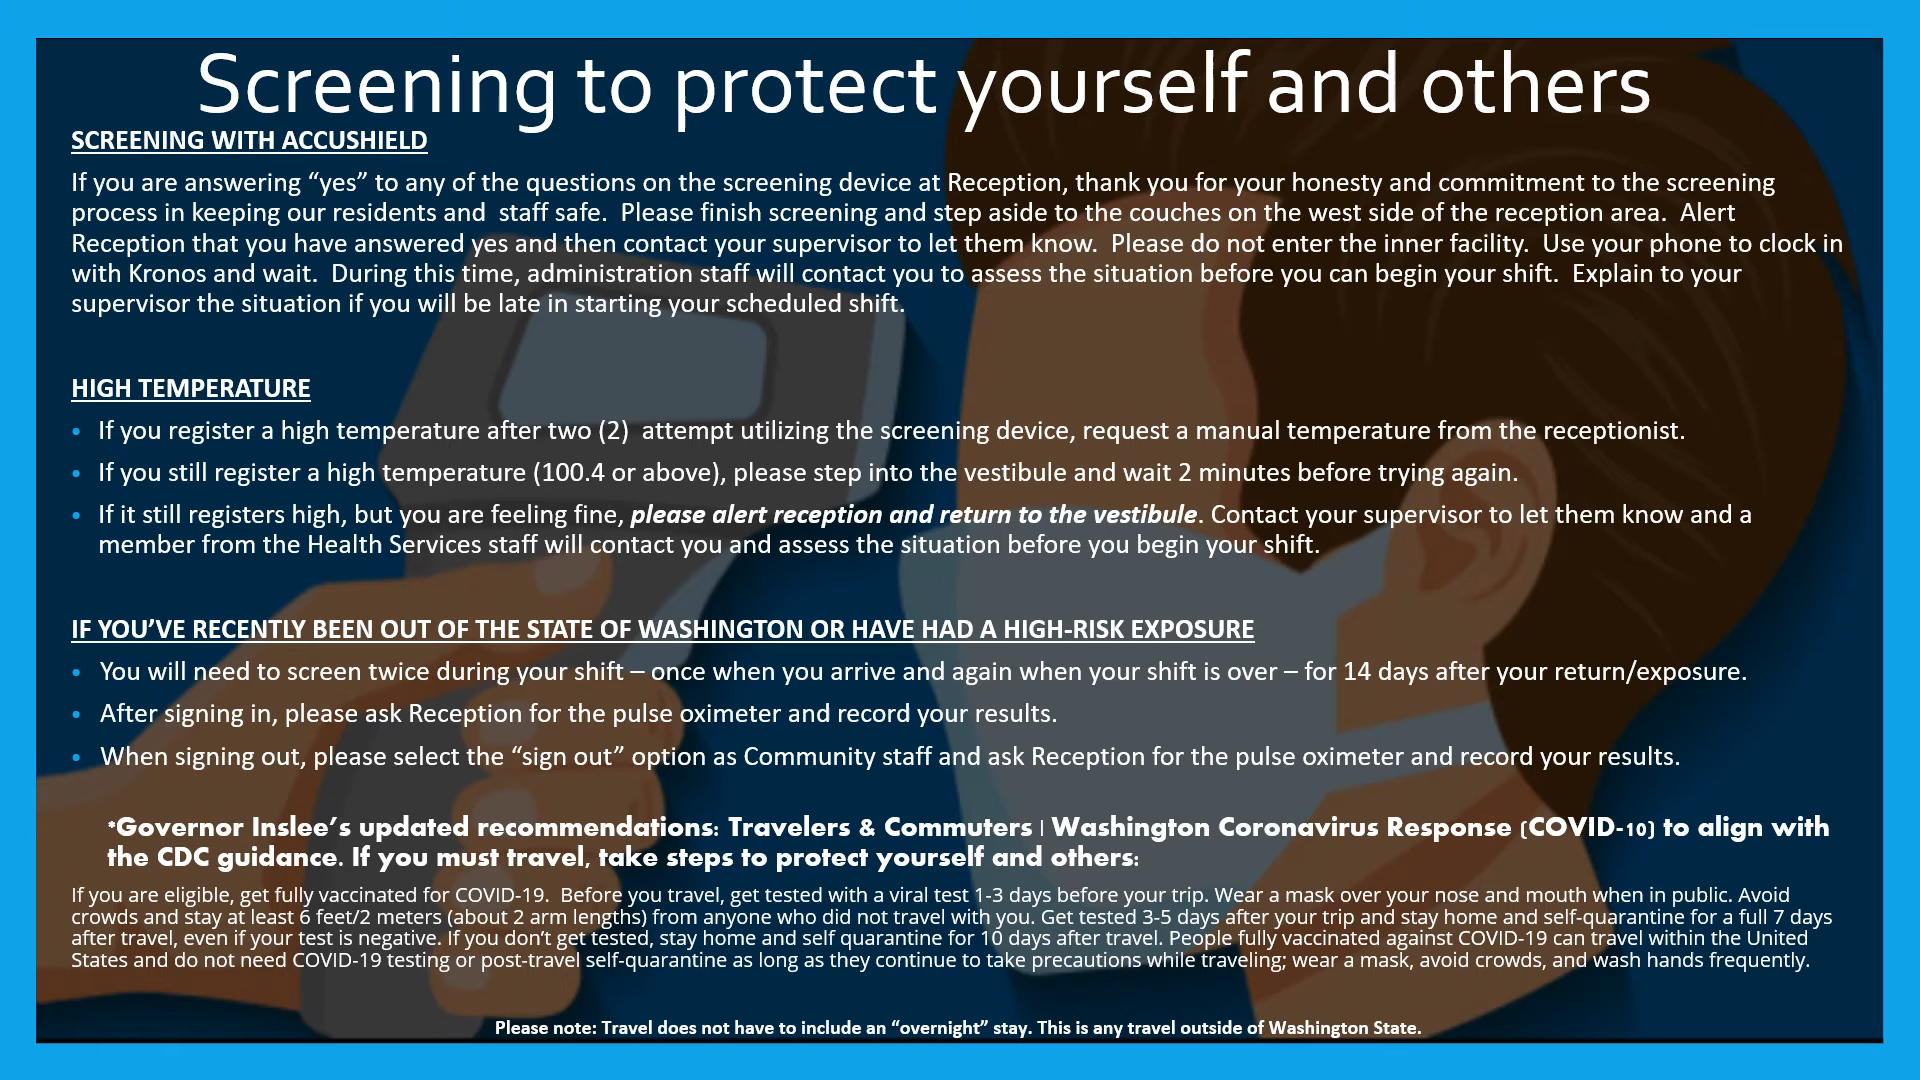 Screening to protect yourself and others
SCREENING WITH ACCUSHIELD
If you are answering “yes” to any of the questions on the screening device at Reception, thank you for your honesty and commitment to the screening
process in keeping our residents and  staff safe.  Please finish screening and step aside to the couches on the west side of the reception area.  Alert
Reception that you have answered yes and then contact your supervisor to let them know.  Please do not enter the inner facility.  Use your phone to clock in
with Kronos and wait.  During this time, administration staff will contact you to assess the situation before you can begin your shift.  Explain to your
supervisor the situation if you will be late in starting your scheduled shift.
HIGH TEMPERATURE
• If you register a high temperature after two (2)  attempt utilizing the screening device, request a manual temperature from the receptionist.
• If you still register a high temperature (100.4 or above), please step into the vestibule and wait 2 minutes before trying again.
• If it still registers high, but you are feeling fine, please alert reception and return to the vestibule. Contact your supervisor to let them know and a
member from the Health Services staff will contact you and assess the situation before you begin your shift.
IF YOU’VE RECENTLY BEEN OUT OF THE STATE OF WASHINGTON OR HAVE HAD A HIGH-RISK EXPOSURE
• You will need to screen twice during your shift – once when you arrive and again when your shift is over – for 14 days after your return/exposure.
• After signing in, please ask Reception for the pulse oximeter and record your results.
• When signing out, please select the “sign out” option as Community staff and ask Reception for the pulse oximeter and record your results.
*Governor Inslee’s updated recommendations: Travelers & Commuters | Washington Coronavirus Response (COVID-10) to align with
the CDC guidance. If you must travel, take steps to protect yourself and others:
If you are eligible, get fully vaccinated for COVID-19.  Before you travel, get tested with a viral test 1-3 days before your trip. Wear a mask over your nose and mouth when in public. Avoid
crowds and stay at least 6 feet/2 meters (about 2 arm lengths) from anyone who did not travel with you. Get tested 3-5 days after your trip and stay home and self-quarantine for a full 7 days
after travel, even if your test is negative. If you don’t get tested, stay home and self quarantine for 10 days after travel. People fully vaccinated against COVID-19 can travel within the United
States and do not need COVID-19 testing or post-travel self-quarantine as long as they continue to take precautions while traveling; wear a mask, avoid crowds, and wash hands frequently.
Please note: Travel does not have to include an “overnight” stay. This is any travel outside of Washington State.